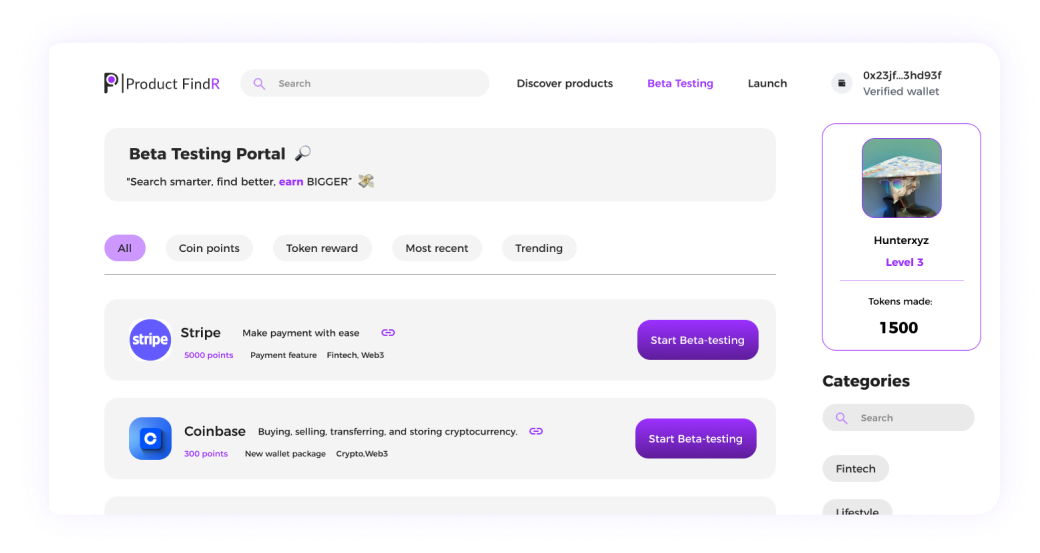 P|Product FindR
Search
Discover products
Beta Testing
Launch
0x23jf...3hd93f
Verified wallet
Beta Testing Portal
"Search smarter, find better, earn BIGGER"
All
Coin points
Token reward
Most recent
Trending
stripe
Stripe
Make payment with ease
5000 points
Payment feature
Fintech, Web3
Start Beta-testing
Coinbase
Buying, selling, transferring, and storing cryptocurrency.
300 points
New wallet package
Crypto,Web3
Start Beta-testing
Hunterxyz
Level 3
Tokens made:
1500
Categories
Search
Fintech
Lifestyle